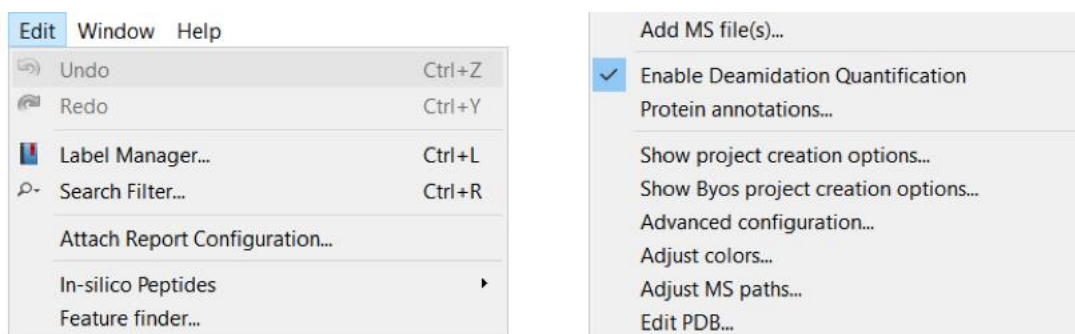 Edit Window Help
Undo Ctrl+Z
Redo Ctrl+Y
Label Manager... Ctrl+L
Search Filter... Ctrl+R
Attach Report Configuration...
In-silico Peptides
Feature finder...
Add MS file(s)...
Enable Deamidation Quantification
Protein annotations...
Show project creation options...
Show Byos project creation options...
Advanced configuration...
Adjust colors...
Adjust MS paths...
Edit PDB...